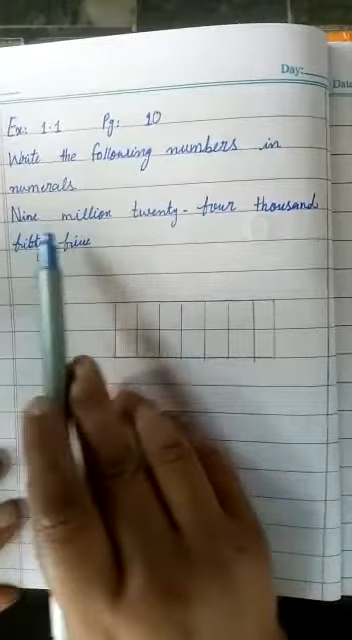 Day:
Date
Ex: 1.1 Pg: 10
Write the following numbers in
numerals
Nine million twenty-four thousand
fifty five